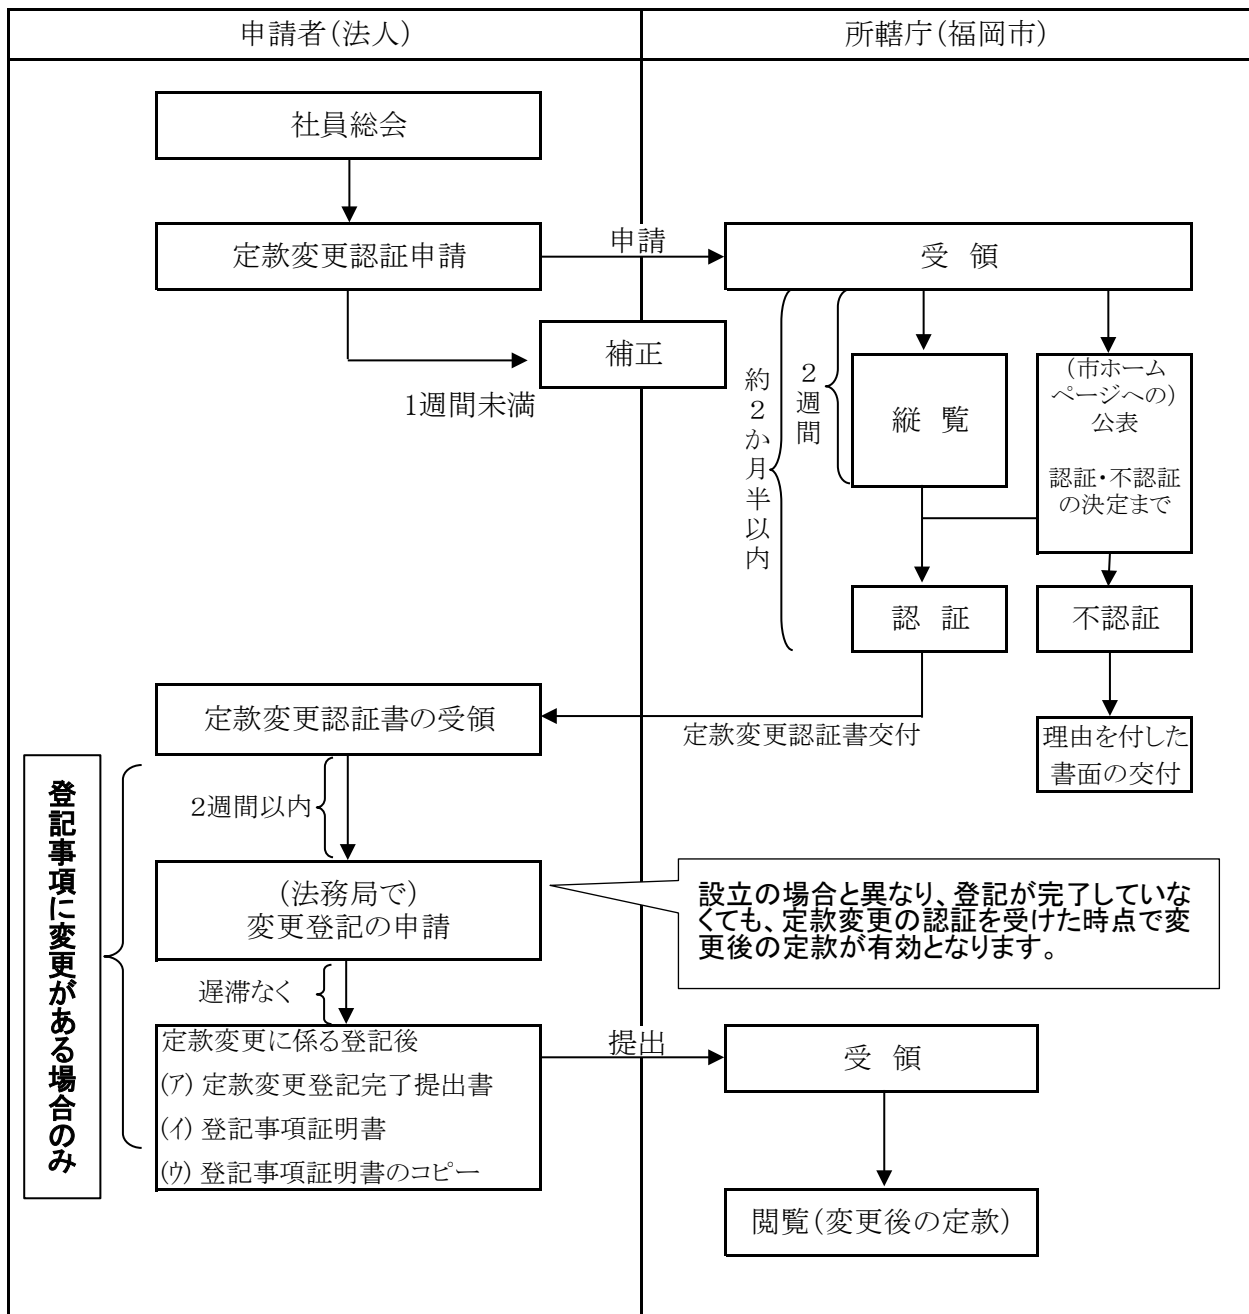 申請者(法人)
所轄庁(福岡市)
社員総会
定款変更認証申請
申請
受 領
補正
1週間未満
約2か月半以内
2週間
縦 覧
(市ホーム
ページへの)
公表
認証・不認証
の決定まで
認 証
不認証
定款変更認証書の受領
定款変更認証書交付
理由を付した
書面の交付
登記事項に変更がある場合のみ
2週間以内
(法務局で)
変更登記の申請
設立の場合と異なり、登記が完了していな
くても、定款変更の認証を受けた時点で変
更後の定款が有効となります。
遅滞なく
定款変更に係る登記後
(ア) 定款変更登記完了提出書
(イ) 登記事項証明書
(ウ) 登記事項証明書のコピー
提出
受 領
閲覧(変更後の定款)